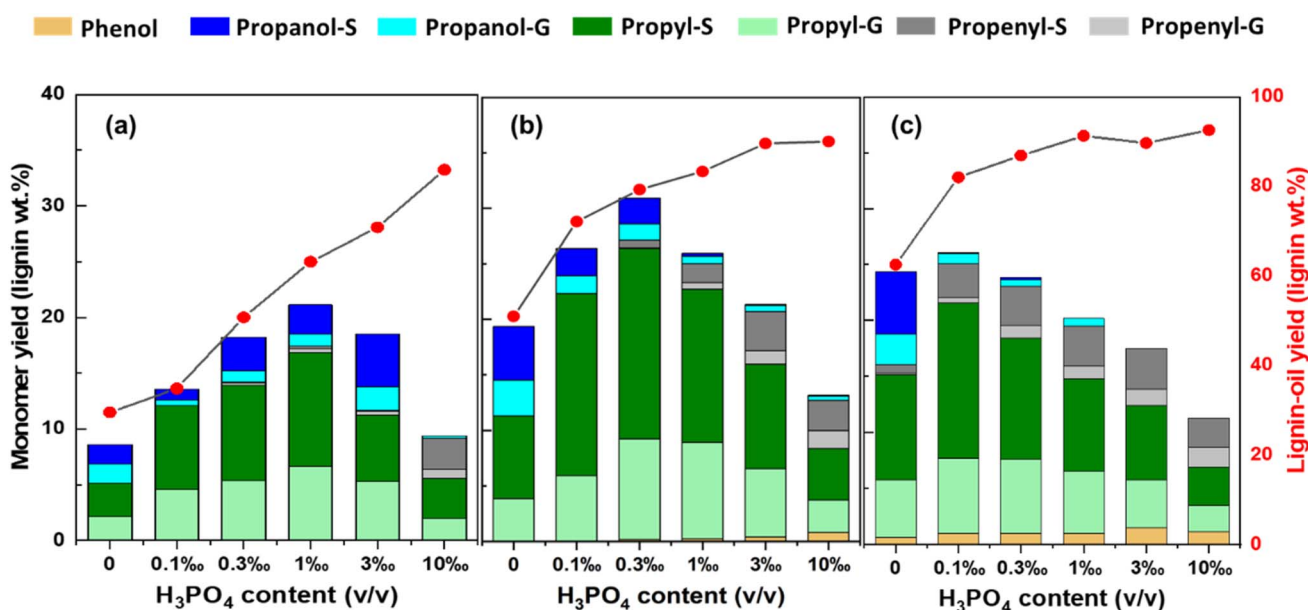 Phenol Propanol-S Propanol-G Propyl-S Propyl-G Propenyl-S Propenyl-G
Monomer yield (lignin wt.%)
40
30
20
10
0
(a)
0 0.1‱ 0.3‱ 1‱ 3‱ 10‱
H₃PO₄ content (v/v)
(b)
0 0.1‱ 0.3‱ 1‱ 3‱ 10‱
H₃PO₄ content (v/v)
(c)
0 0.1‱ 0.3‱ 1‱ 3‱ 10‱
H₃PO₄ content (v/v)
100
80
60
40
20
0
Lignin-oil yield (lignin wt.%)